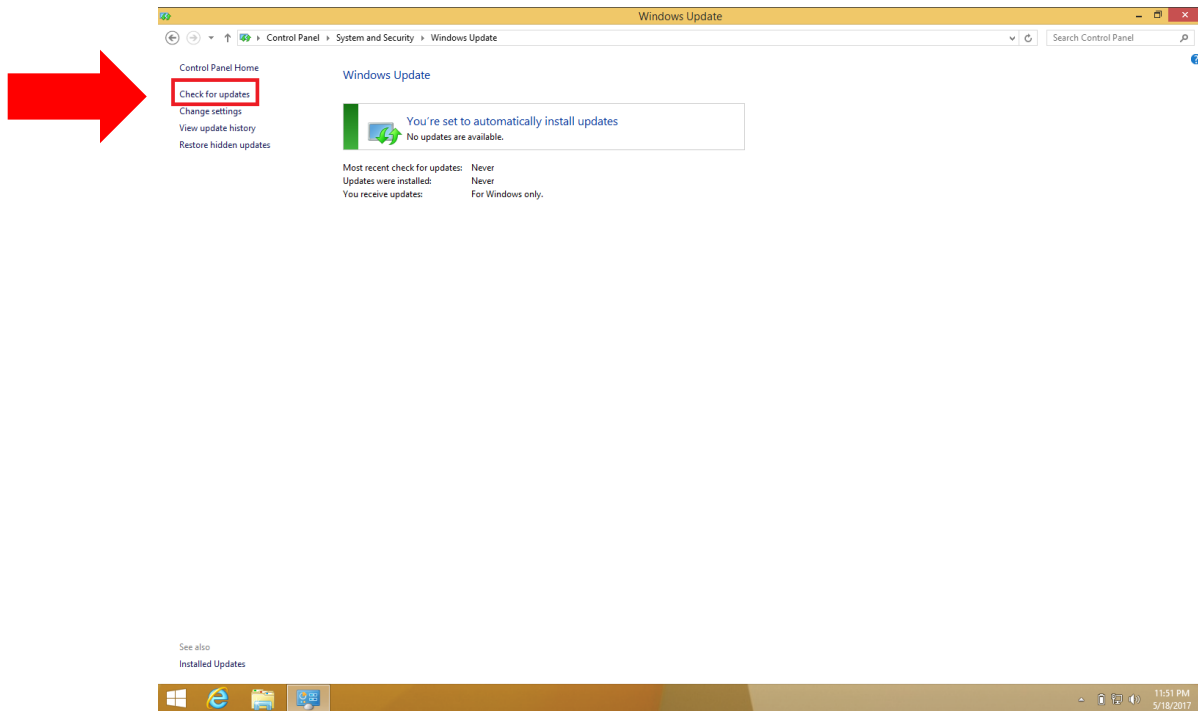 Windows Update
Control Panel System and Security Windows Update
Search Control Panel
Control Panel Home
Check for updates
Change settings
View update history
Restore hidden updates
Windows Update
You're set to automatically install updates
No updates are available.
Most recent check for updates: Never
Updates were installed: Never
You receive updates: For Windows only.
See also
Installed Updates
11:51 PM
5/18/2017